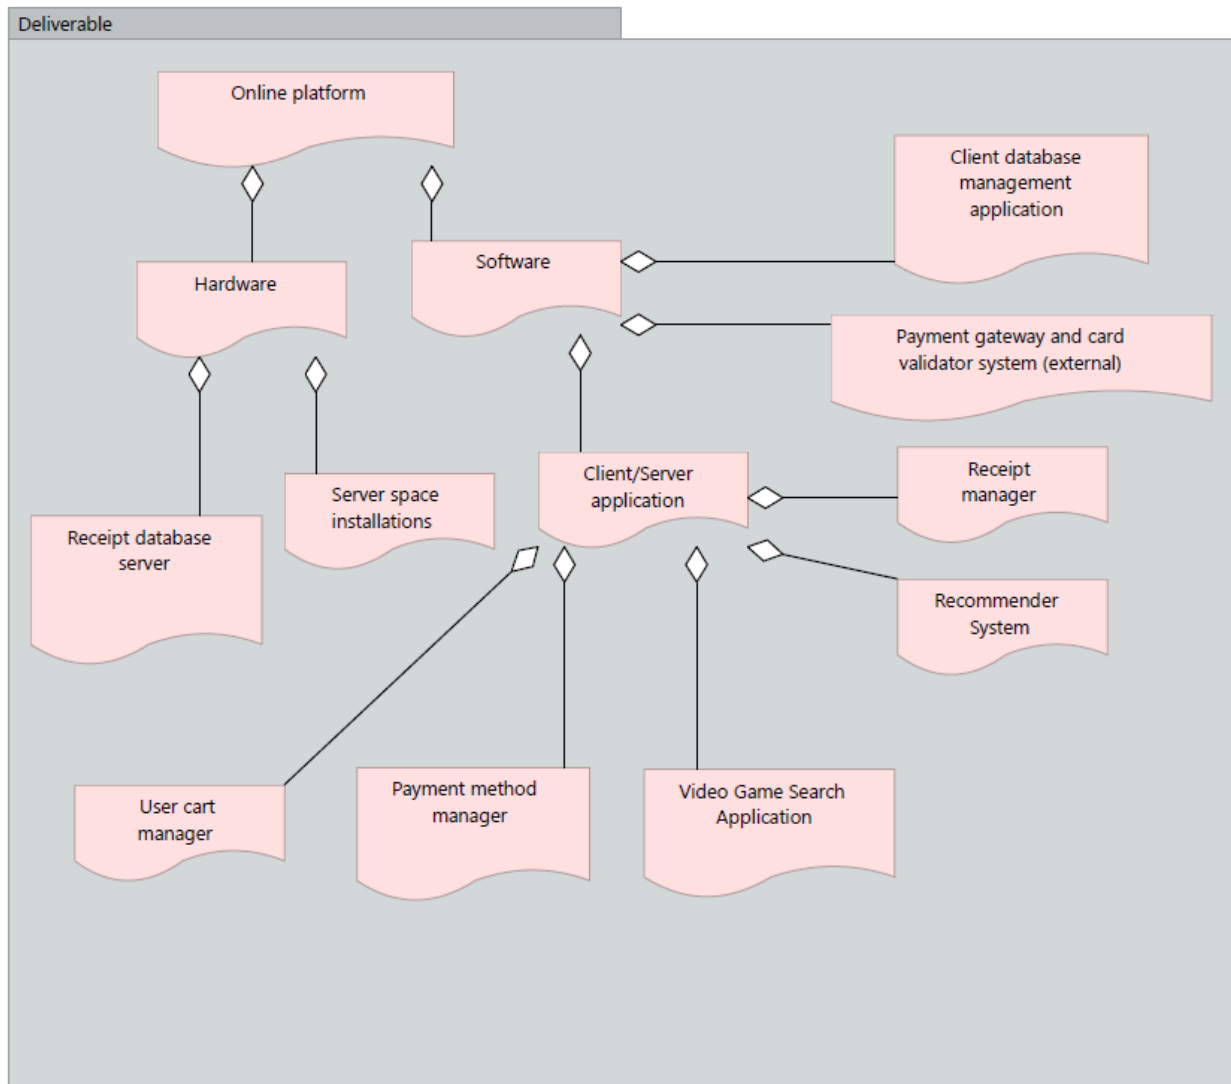 Deliverable
Online platform
Client database
management
application
Software
Hardware
Payment gateway and card
validator system (external)
Client/Server
application
Receipt
manager
Server space
installations
Receipt database
server
Recommender
System
User cart
manager
Payment method
manager
Video Game Search
Application